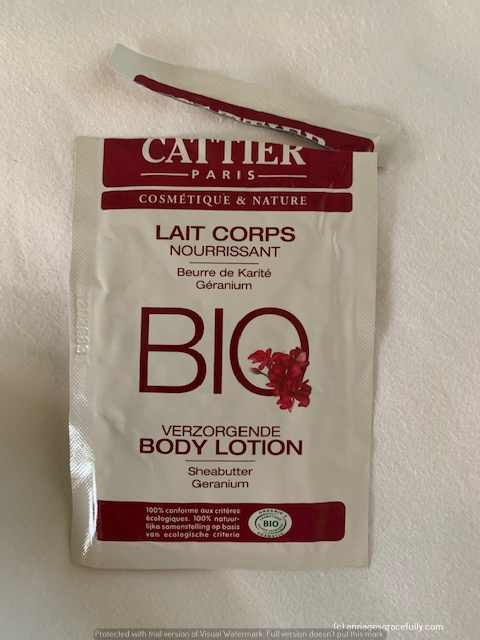 CATTIER
PARIS
COSMÉTIQUE & NATURE
LAIT CORPS
NOURRISSANT
Beurre de Karité
Géranium
BIO
VERZORGENDE
BODY LOTION
Sheabutter
Geranium
100% conforme aux critères
écologiques. 100% natuur-
lijke samenstelling op basis
van ecologische criteria
BIO
(c) annagesgracefully.com
Protected with trial version of Visual Watermark. Full version doesn't put this mark.